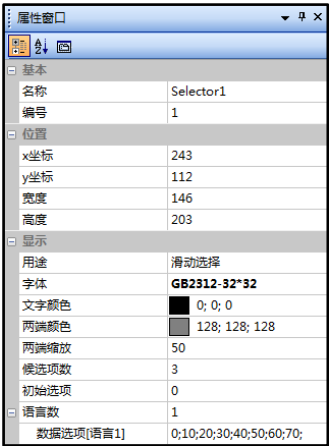 属性窗口
基本
名称 Selector1
编号 1
位置
x坐标 243
y坐标 112
宽度 146
高度 203
显示
用途 滑动选择
字体 GB2312-32*32
文字颜色 0; 0; 0
两端颜色 128; 128; 128
两端缩放 50
候选项数 3
初始选项 0
语言数 1
数据选项[语言1] 0;10;20;30;40;50;60;70;